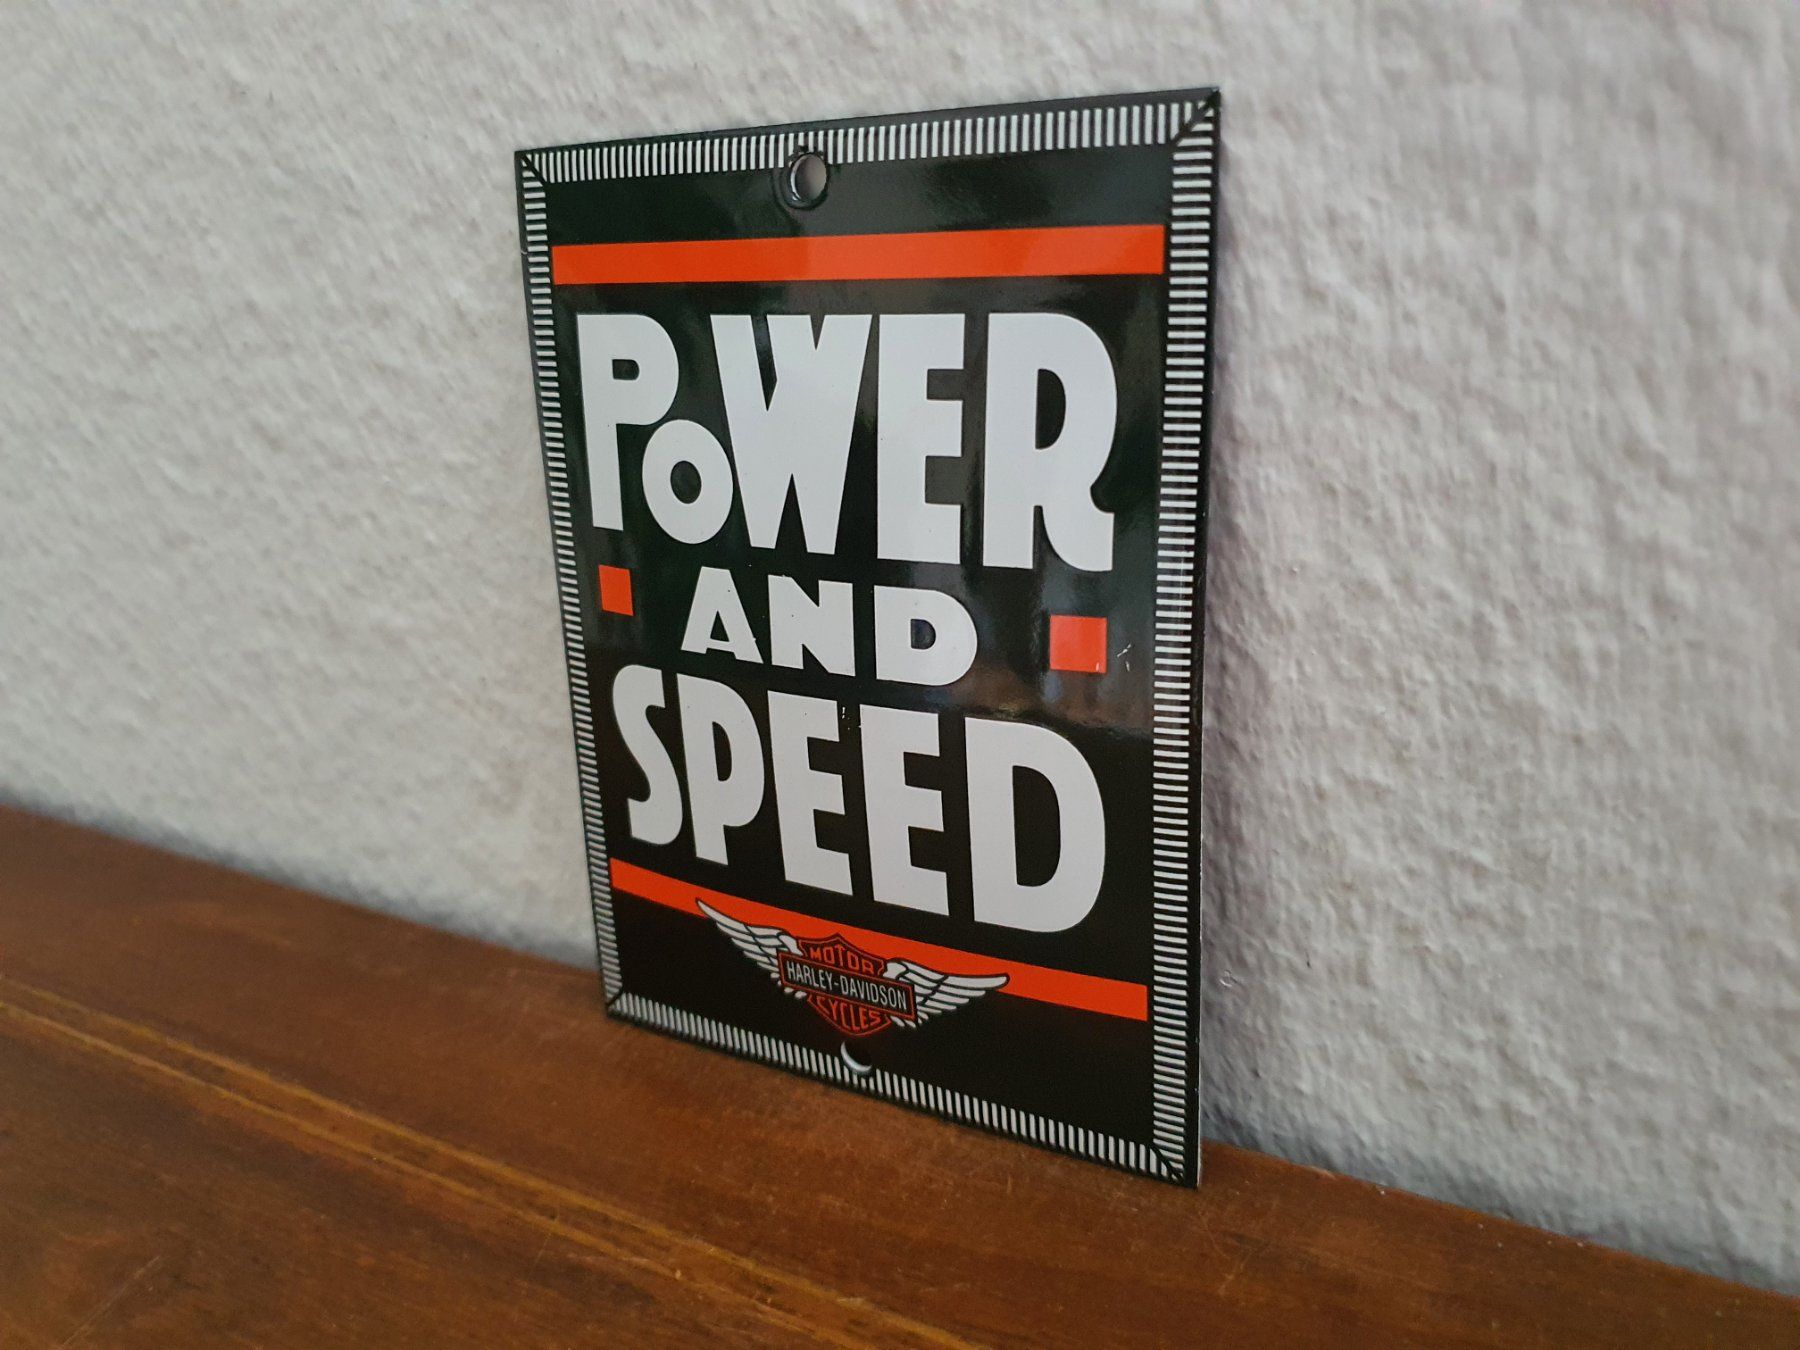 POWER
AND
SPEED
MOTOR
HARLEY-DAVIDSON
CYCLES